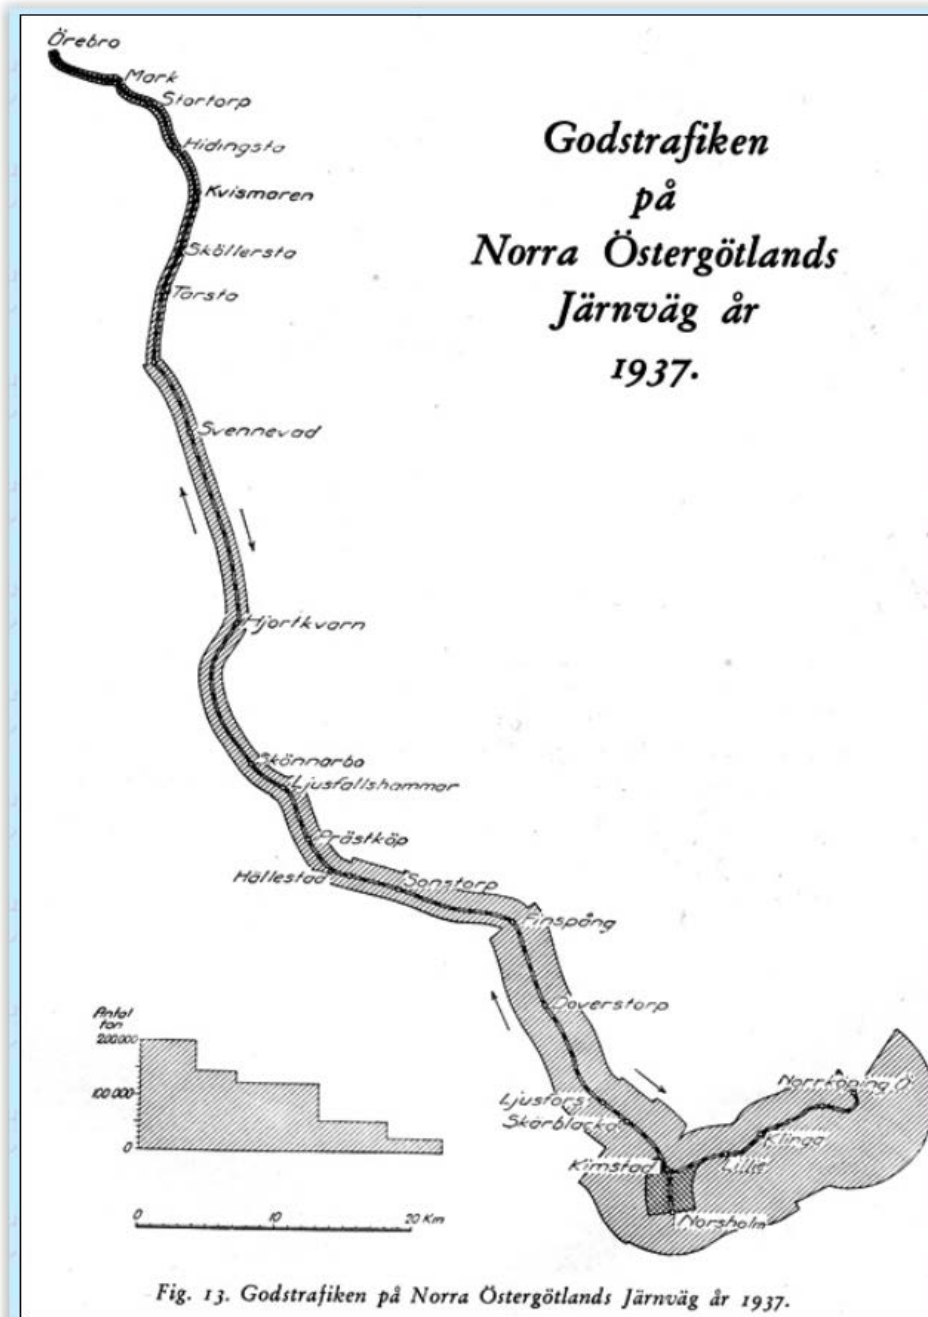 Örebro
Mark
Stortorp
Hidingsta
Kvismaren
Sköllersta
Torsta
Svennevad
Hjortkvarn
Skönnarbo
Ljusfallshammar
Prästköp
Hällestad
Sonstorp
Finspång
Doverstorp
Ljusfors
Skärblacka
Kimstad
Norsholm
Lillie
Klinga
Norrköping Ö
Godstrafiken
på
Norra Östergötlands
Järnväg år
1937.
Antal
ton
200.000
100 000
0
0
10
20 Km
Fig. 13. Godstrafiken på Norra Östergötlands Järnväg år 1937.